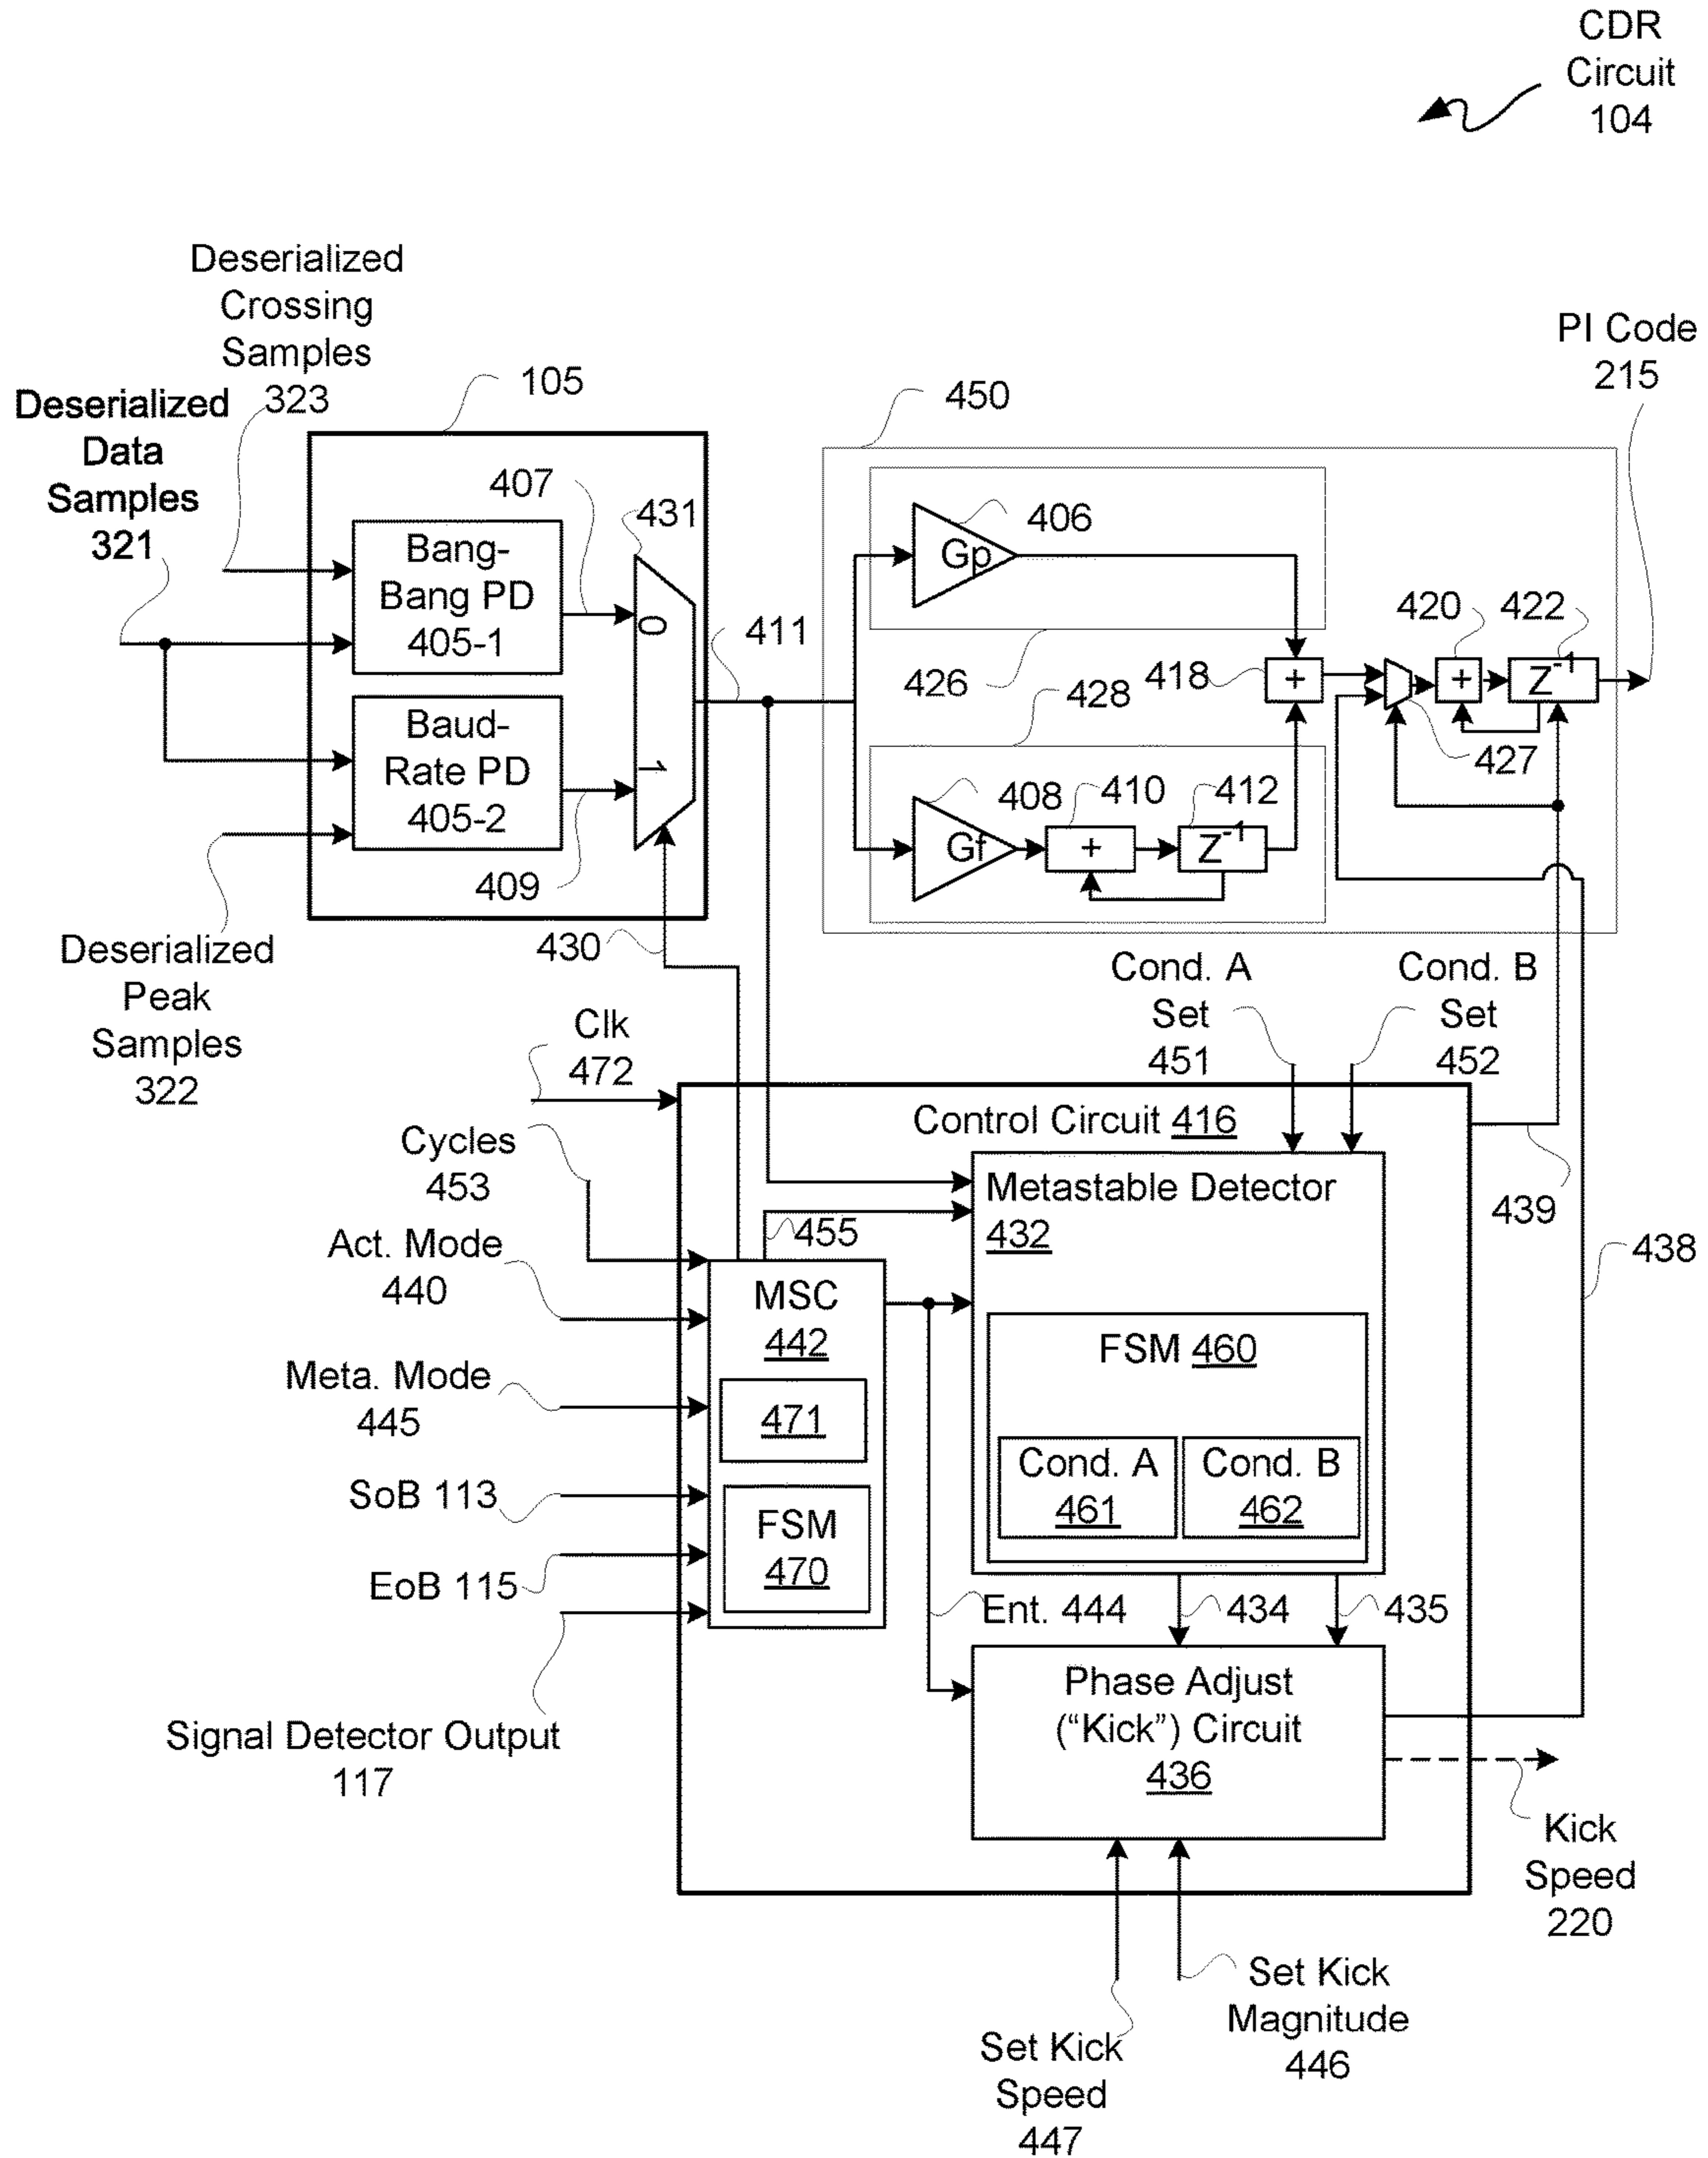 CDR
Circuit
104
Deserialized
Crossing
Samples
323
Deserialized
Data
Samples
321
105
407
431
Bang-
Bang PD
405-1
0
Baud-
Rate PD
405-2
1
409
411
430
Deserialized
Peak
Samples
322
450
PI Code
215
406
Gp
426
428
418
+
420
+
422
Z-1
427
408
Gf
410
+
412
Z-1
Cond. A
Set
451
Cond. B
Set
452
Clk
472
Cycles
453
Act. Mode
440
Meta. Mode
445
SoB 113
EoB 115
Signal Detector Output
117
Control Circuit 416
Metastable Detector
432
455
MSC
442
471
FSM
470
FSM 460
Cond. A
461
Cond. B
462
439
438
Ent. 444
434
435
Phase Adjust
(“Kick”) Circuit
436
Kick
Speed
220
Set Kick
Magnitude
446
Set Kick
Speed
447